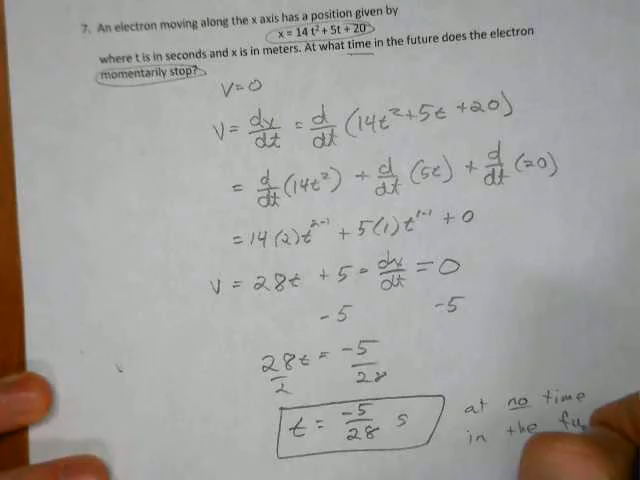 7. An electron moving along the x axis has a position given by
x = 14 t² + 5t + 20
where t is in seconds and x is in meters. At what time in the future does the electron
momentarily stop?
V=0
V = dx/dt = d/dt (14t²+5t+20)
= d/dt (14t²) + d/dt (5t) + d/dt (20)
= 14(2)t²⁻¹ + 5(1)t¹⁻¹ + 0
V = 28t + 5 = dx/dt = 0
-5 -5
28t/2 = -5/28
t = -5/28 s
at no time
in the